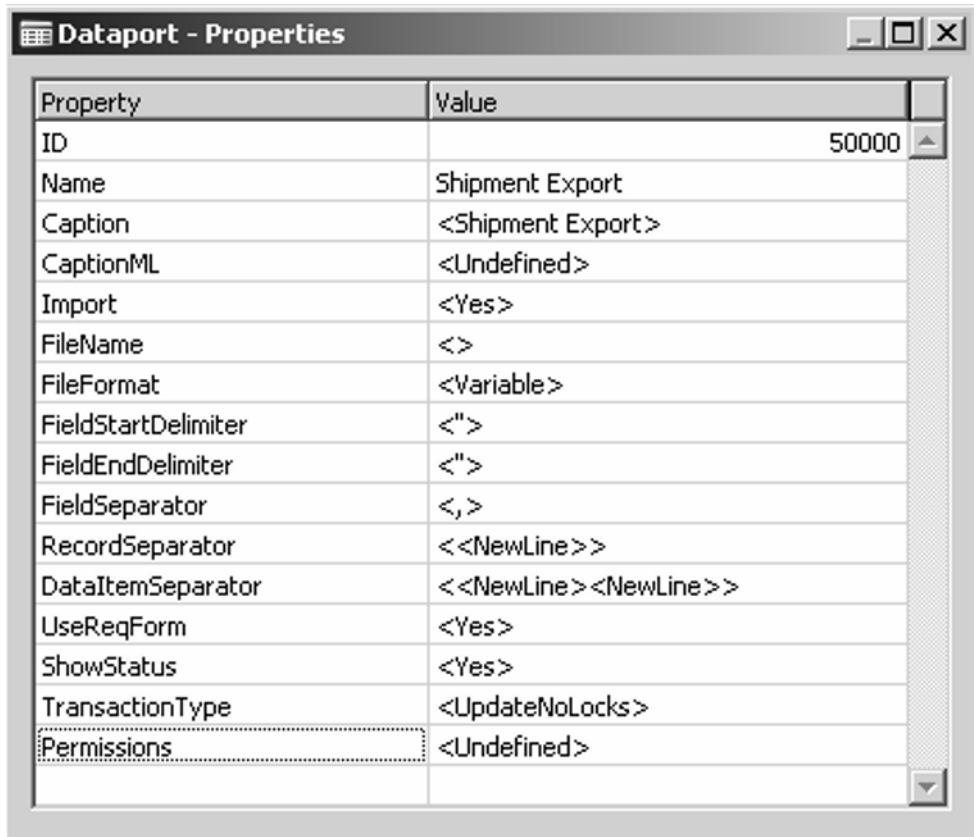 Dataport - Properties
Property Value
ID 50000
Name Shipment Export
Caption <Shipment Export>
CaptionML <Undefined>
Import <Yes>
FileName <>
FileFormat <Variable>
FieldStartDelimiter <">
FieldEndDelimiter <">
FieldSeparator <,>
RecordSeparator <<NewLine>>
DataItemSeparator <<NewLine><NewLine>>
UseReqForm <Yes>
ShowStatus <Yes>
TransactionType <UpdateNoLocks>
Permissions <Undefined>